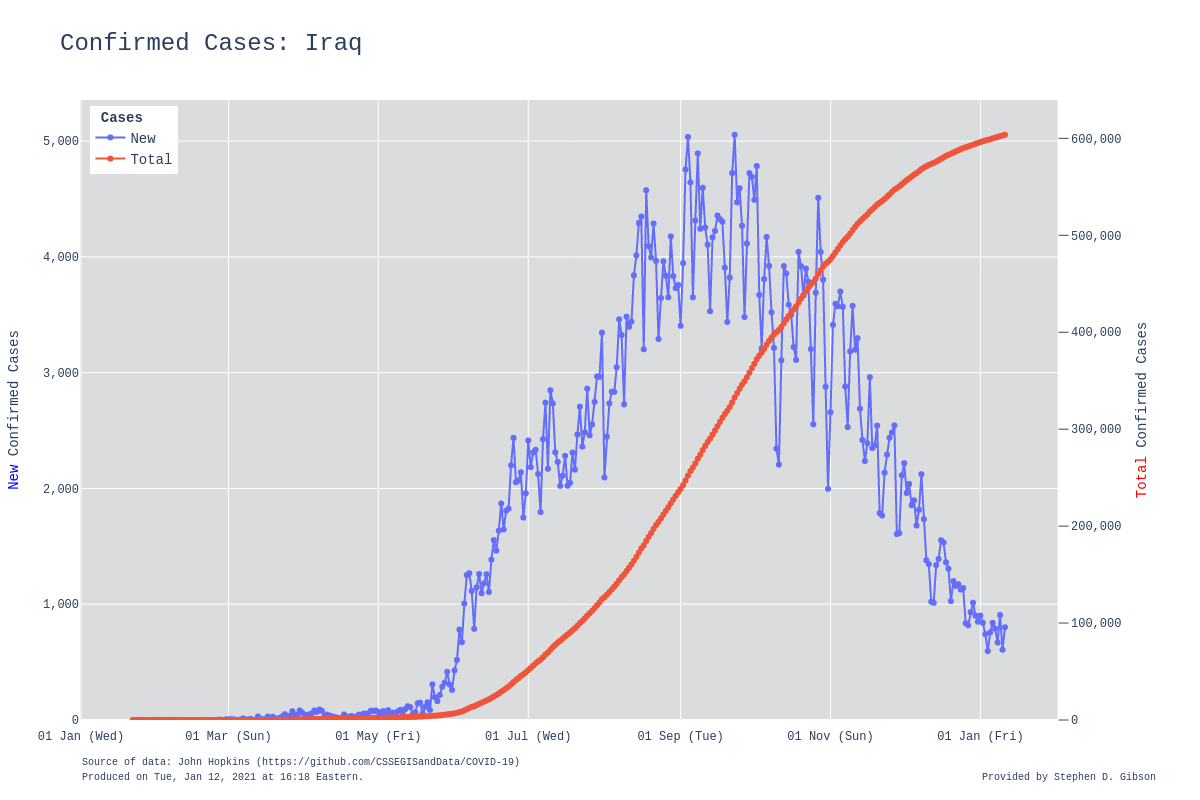 Confirmed Cases: Iraq
Cases
New
Total
5,000
4,000
3,000
2,000
1,000
0
600,000
500,000
400,000
300,000
200,000
100,000
0
New Confirmed Cases
Total Confirmed Cases
01 Jan (Wed)
01 Mar (Sun)
01 May (Fri)
01 Jul (Wed)
01 Sep (Tue)
01 Nov (Sun)
01 Jan (Fri)
Source of data: John Hopkins (https://github.com/CSSEGISandData/COVID-19)
Produced on Tue, Jan 12, 2021 at 16:18 Eastern.
Provided by Stephen D. Gibson